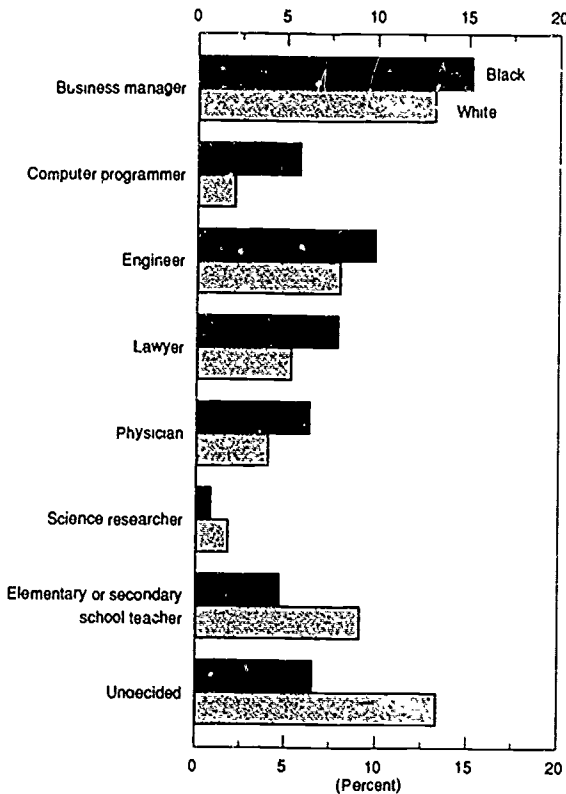 0 5 10 15 20
Business manager
Black
White
Computer programmer
Engineer
Lawyer
Physician
Science researcher
Elementary or secondary
school teacher
Undecided
0 5 10 15 20
(Percent)